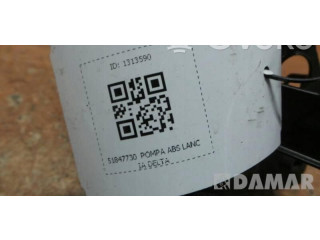 ID: 1313590
51847730 POMPA ABS LANC
IA DELTA
DAMAR